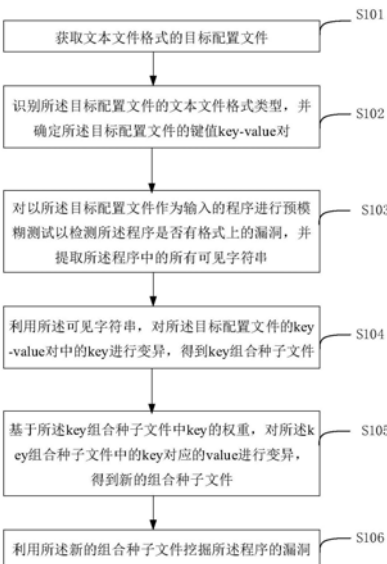 S101
获取文本文件格式的目标配置文件
S102
识别所述目标配置文件的文本文件格式类型，并
确定所述目标配置文件的键值key-value对
S103
对以所述目标配置文件作为输入的程序进行预模
糊测试以检测所述程序是否有格式上的漏洞，并
提取所述程序中的所有可见字符串
S104
利用所述可见字符串，对所述目标配置文件的key
-value对中的key进行变异，得到key组合种子文件
S105
基于所述key组合种子文件中key的权重，对所述k
ey组合种子文件中的key对应的value进行变异，
得到新的组合种子文件
S106
利用所述新的组合种子文件挖掘所述程序的漏洞